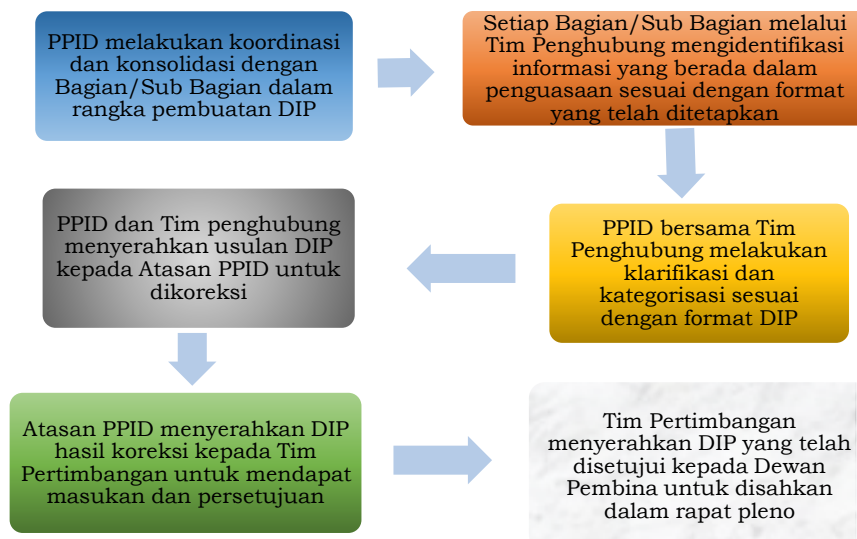 PPID melakukan koordinasi
dan konsolidasi dengan
Bagian/Sub Bagian dalam
rangka pembuatan DIP
Setiap Bagian/Sub Bagian melalui
Tim Penghubung mengidentifikasi
informasi yang berada dalam
penguasaan sesuai dengan format
yang telah ditetapkan
PPID bersama Tim
Penghubung melakukan
klarifikasi dan
kategorisasi sesuai
dengan format DIP
PPID dan Tim penghubung
menyerahkan usulan DIP
kepada Atasan PPID untuk
dikoreksi
Atasan PPID menyerahkan DIP
hasil koreksi kepada Tim
Pertimbangan untuk mendapat
masukan dan persetujuan
Tim Pertimbangan
menyerahkan DIP yang telah
disetujui kepada Dewan
Pembina untuk disahkan
dalam rapat pleno